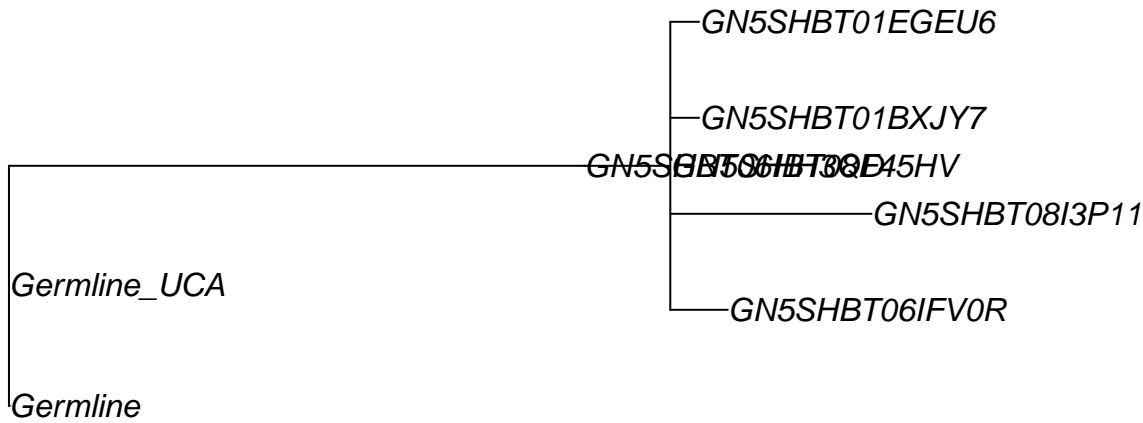 GN5SHBT01EGEU6
GN5SHBT01BXJY7
GN5SHBT08I3P11
Germline_UCA
GN5SHBT06IFV0R
Germline